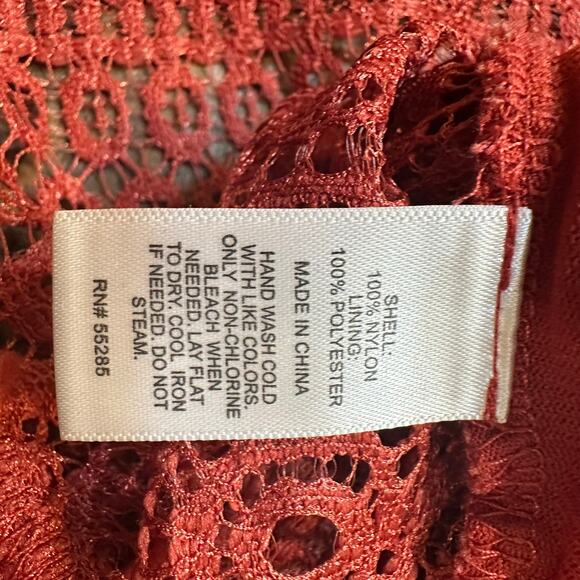 SHELL:
100% NYLON
LINING:
100% POLYESTER
MADE IN CHINA
HAND WASH COLD
WITH LIKE COLORS.
ONLY NON-CHLORINE
BLEACH WHEN
NEEDED. LAY FLAT
TO DRY. COOL IRON
IF NEEDED. DO NOT
STEAM.
RN# 55285